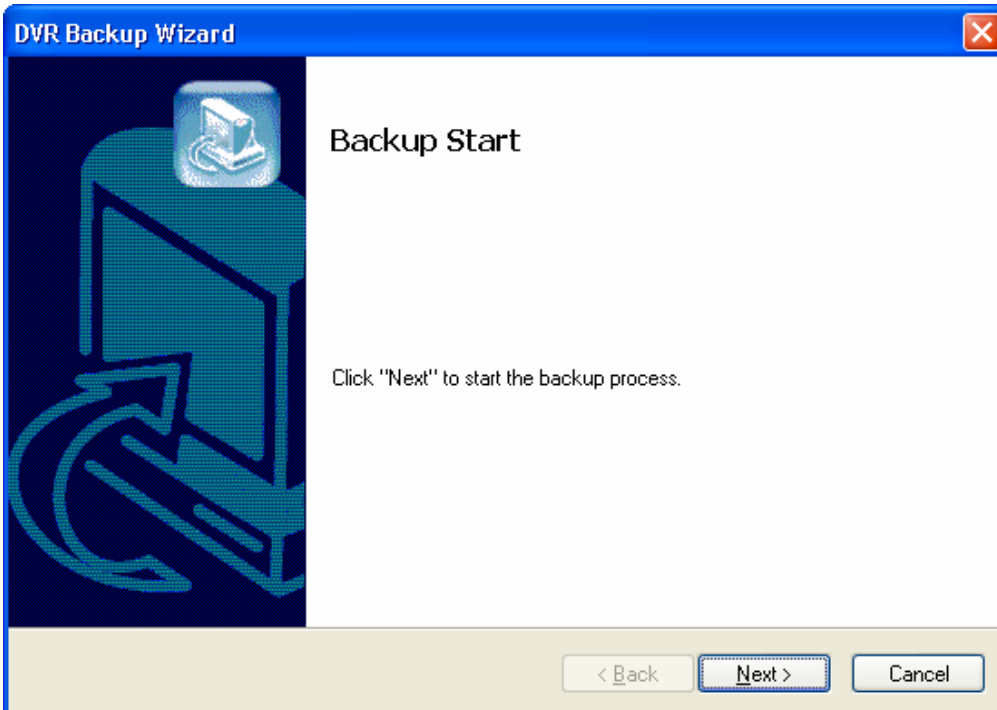 DVR Backup Wizard
Backup Start
Click "Next" to start the backup process.
< Back
Next >
Cancel